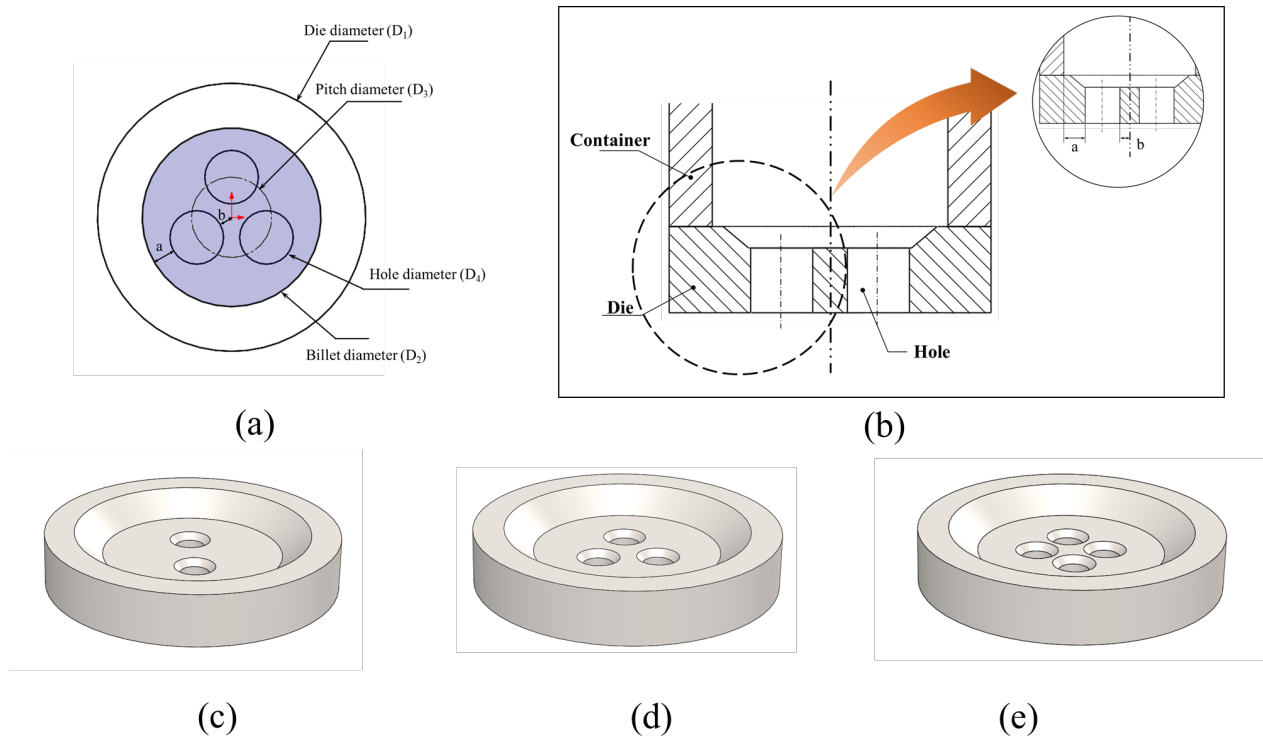 Die diameter (D₁)
Pitch diameter (D₃)
b
a
Hole diameter (D₄)
Billet diameter (D₂)
(a)
Container
Die
Hole
a
b
(b)
(c)
(d)
(e)